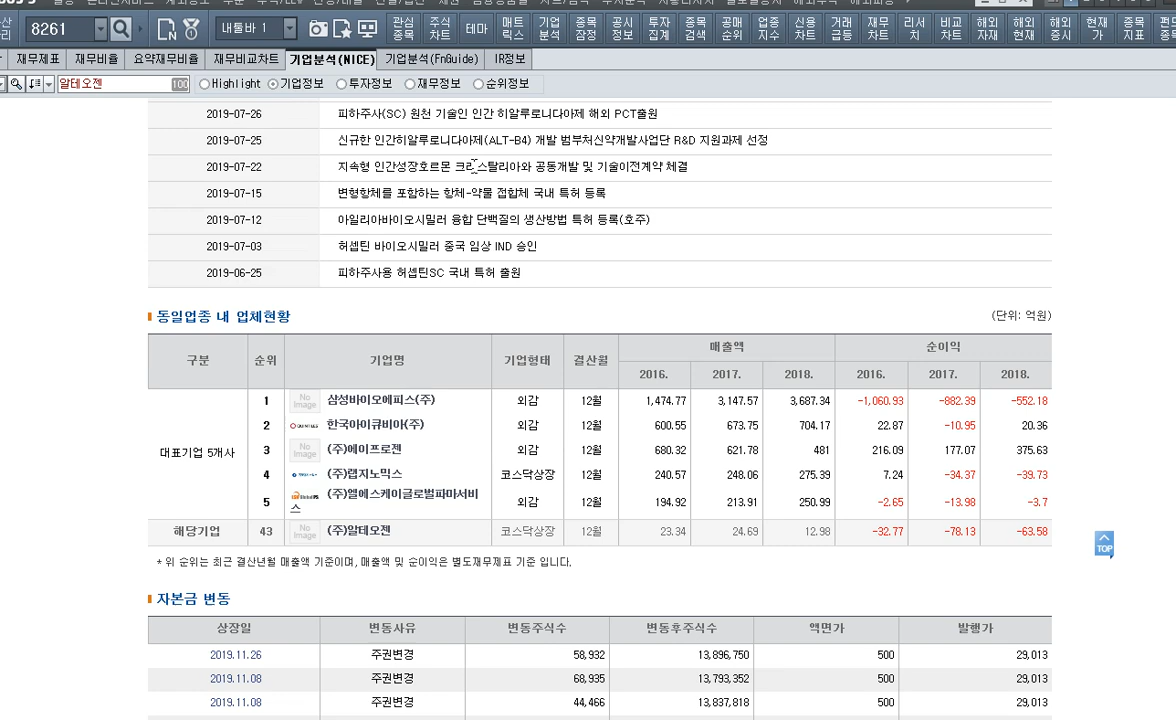 8261 내툴바 1 관심종목 주식차트 테마 매트릭스 기업분석 종목잠정 공시정보 투자집계 종목검색 공매순위 업종지수 신용차트 거래급등 재무차트 리서치 비교차트 해외자재 해외현재 해외증시 현재가 종목지표
재무제표 재무비율 요약재무비율 재무비교차트 기업분석(NICE) 기업분석(FnGuide) IR정보
알테오젠 100 Highlight 기업정보 투자정보 재무정보 순위정보
2019-07-26 피하주사(SC) 원천 기술인 인간 히알루로니다아제 해외 PCT출원
2019-07-25 신규한 인간히알루로니다아제(ALT-B4) 개발 범부처신약개발사업단 R&D 지원과제 선정
2019-07-22 지속형 인간성장호르몬 크리스탈리아와 공동개발 및 기술이전계약 체결
2019-07-15 변형항체를 포함하는 항체-약물 접합체 국내 특허 등록
2019-07-12 아일리아바이오시밀러 융합 단백질의 생산방법 특허 등록(호주)
2019-07-03 허셉틴 바이오시밀러 중국 임상 IND 승인
2019-06-25 피하주사용 허셉틴SC 국내 특허 출원
동일업종 내 업체현황 (단위: 억원)
구분 순위 기업명 기업형태 결산월 매출액 순이익
2016. 2017. 2018. 2016. 2017. 2018.
대표기업 5개사
1 No Image 삼성바이오에피스(주) 외감 12월 1,474.77 3,147.57 3,687.34 -1,060.93 -882.39 -552.18
2 한국아이큐비아(주) 외감 12월 600.55 673.75 704.17 22.87 -10.95 20.36
3 No Image (주)에이프로젠 외감 12월 680.32 621.78 481 216.09 177.07 375.63
4 (주)랩지노믹스 코스닥상장 12월 240.57 248.06 275.39 7.24 -34.37 -39.73
5 (주)엘에스케이글로벌파마서비스 외감 12월 194.92 213.91 250.99 -2.65 -13.98 -3.7
해당기업 43 No Image (주)알테오젠 코스닥상장 12월 23.34 24.69 12.98 -32.77 -78.13 -63.58
* 위 순위는 최근 결산년월 매출액 기준이며, 매출액 및 순이익은 별도재무제표 기준 입니다.
TOP
자본금 변동
상장일 변동사유 변동주식수 변동후주식수 액면가 발행가
2019.11.26 주권변경 58,932 13,896,750 500 29,013
2019.11.08 주권변경 68,935 13,793,352 500 29,013
2019.11.08 주권변경 44,466 13,837,818 500 29,013